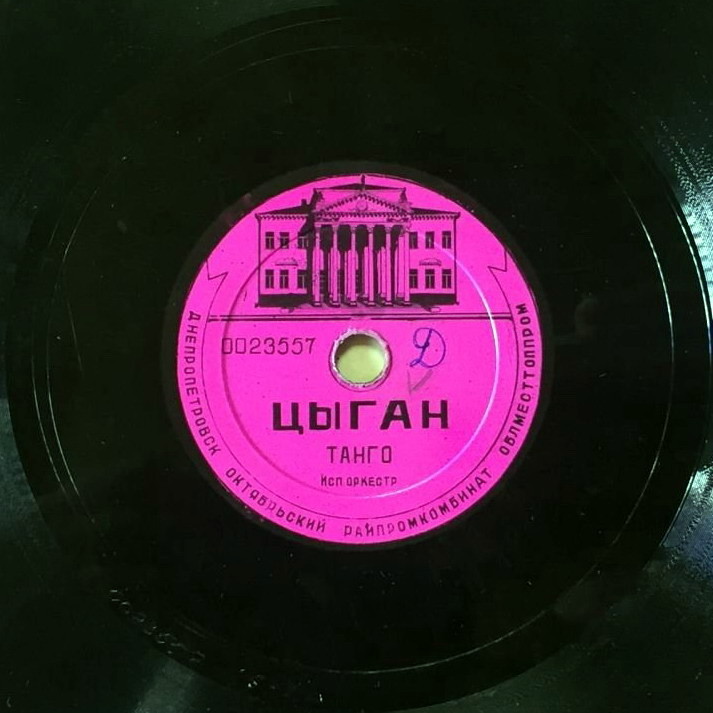 0023557
Д
ЦЫГАН
ТАНГО
Исп.оркестр
ДНЕПРОПЕТРОВСК ОКТЯБРЬСКИЙ РАЙПРОМКОМБИНАТ ОБЛМЕСТТОППРОМ